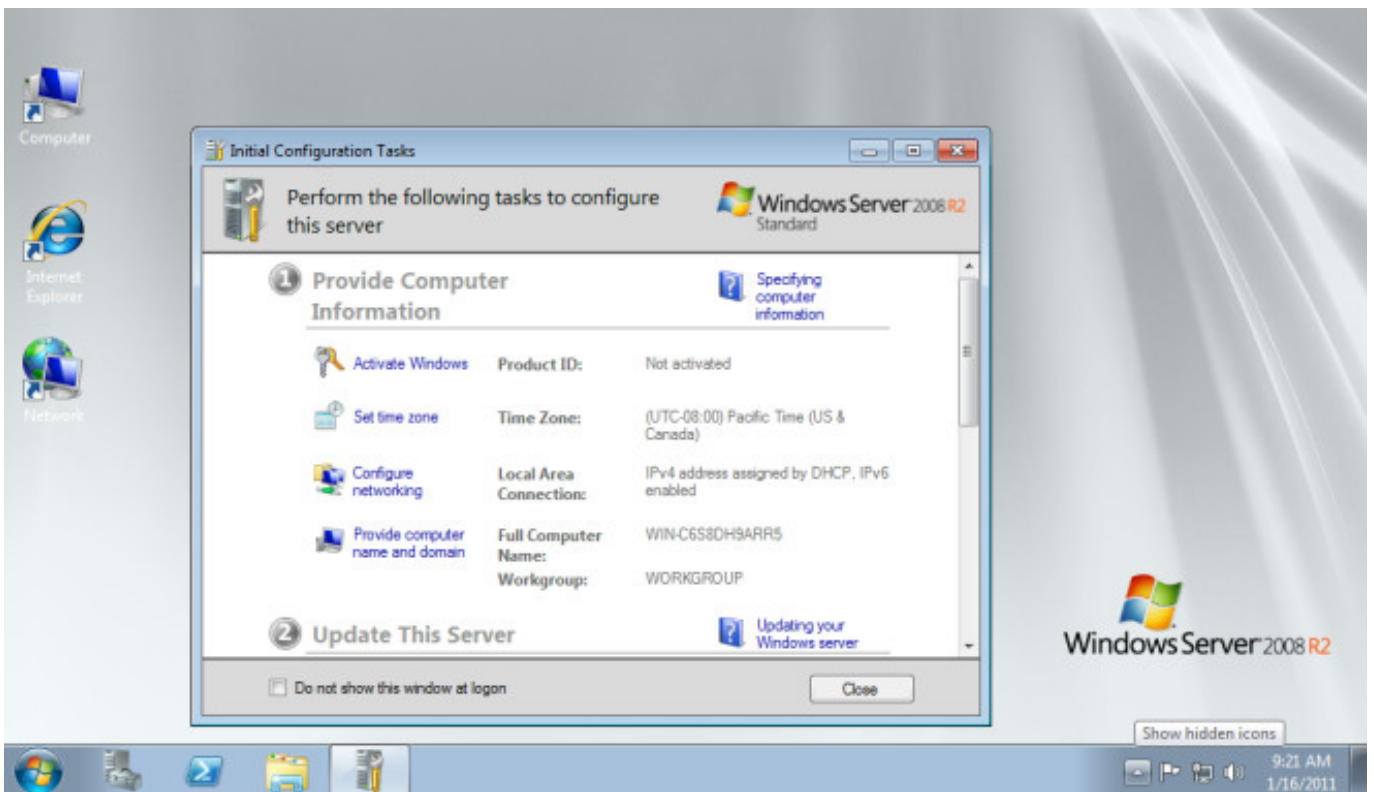 Computer
Internet
Explorer
Network
Initial Configuration Tasks
Perform the following tasks to configure
this server
Windows Server 2008 R2
Standard
1 Provide Computer
Information
Specifying
computer
information
Activate Windows Product ID: Not activated
Set time zone Time Zone: (UTC-08:00) Pacific Time (US &
Canada)
Configure
networking
Local Area
Connection:
IPv4 address assigned by DHCP, IPv6
enabled
Provide computer
name and domain
Full Computer
Name:
WIN-C6S8DH9ARR5
Workgroup: WORKGROUP
2 Update This Server
Updating your
Windows server
Do not show this window at logon
Close
Windows Server 2008 R2
Show hidden icons
9:21 AM
1/16/2011